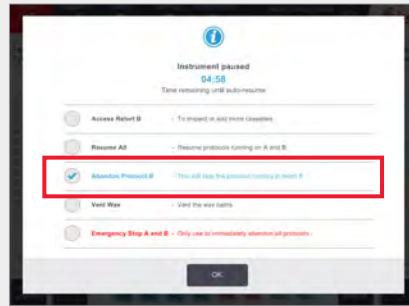 Instrument paused
04:58
Time remaining until auto-resume
Access Retort B - To inspect or add more cassettes
Resume All - Resume protocols running on A and B
Abandon Protocol B - This will stop the protocol running in retort B
Vent Wax - Vent the wax baths
Emergency Stop A and B - Only use to immediately abandon all protocols -
OK